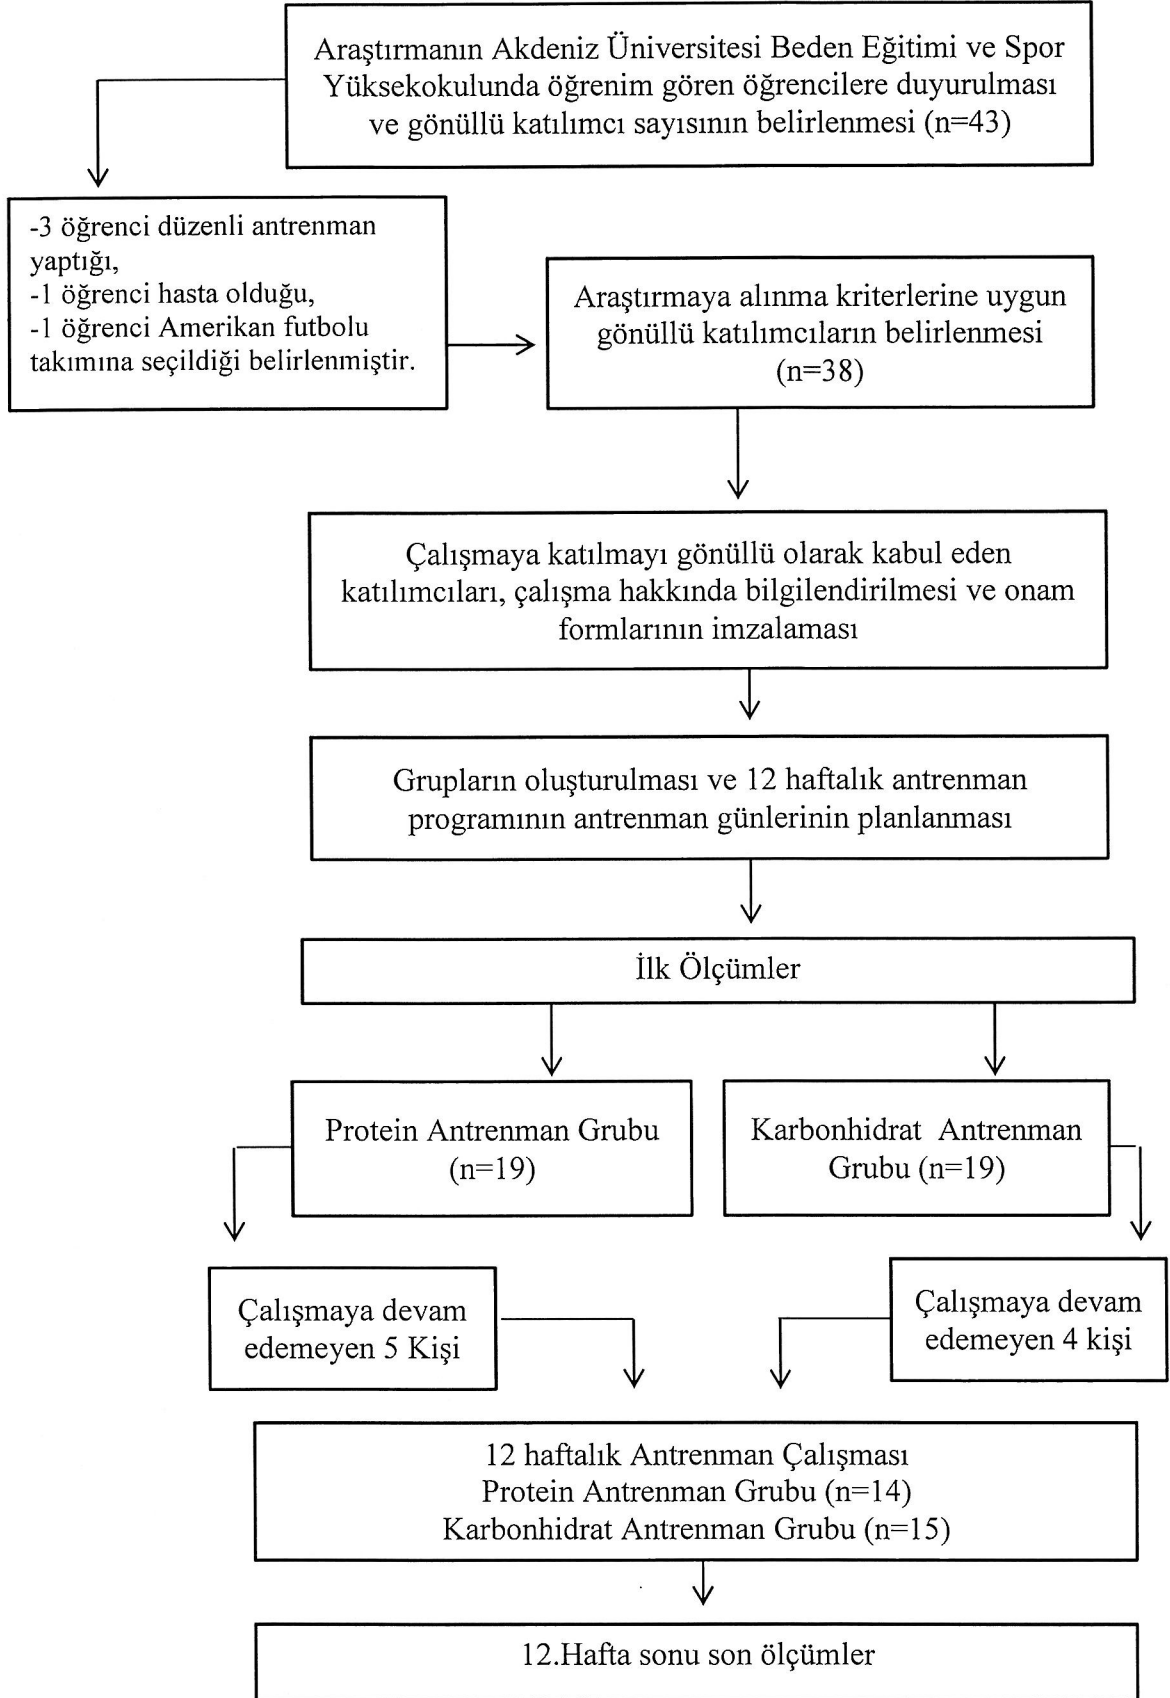 Araştırmanın Akdeniz Üniversitesi Beden Eğitimi ve Spor
Yüksekokulunda öğrenim gören öğrencilere duyurulması
ve gönüllü katılımcı sayısının belirlenmesi (n=43)
-3 öğrenci düzenli antrenman
yaptığı,
-1 öğrenci hasta olduğu,
-1 öğrenci Amerikan futbolu
takımına seçildiği belirlenmiştir.
Araştırmaya alınma kriterlerine uygun
gönüllü katılımcıların belirlenmesi
(n=38)
Çalışmaya katılmayı gönüllü olarak kabul eden
katılımcıları, çalışma hakkında bilgilendirilmesi ve onam
formlarının imzalaması
Grupların oluşturulması ve 12 haftalık antrenman
programının antrenman günlerinin planlanması
İlk Ölçümler
Protein Antrenman Grubu
(n=19)
Karbonhidrat Antrenman
Grubu (n=19)
Çalışmaya devam
edemeyen 5 Kişi
Çalışmaya devam
edemeyen 4 kişi
12 haftalık Antrenman Çalışması
Protein Antrenman Grubu (n=14)
Karbonhidrat Antrenman Grubu (n=15)
12.Hafta sonu son ölçümler